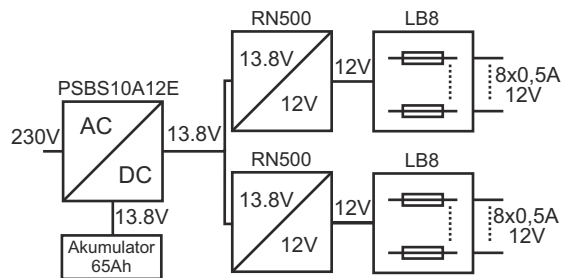 RN500
LB8
13.8V
12V
12V
8x0,5A
12V
PSBS10A12E
230V
AC
DC
13.8V
13.8V
Akumulator
65Ah
RN500
LB8
13.8V
12V
12V
8x0,5A
12V